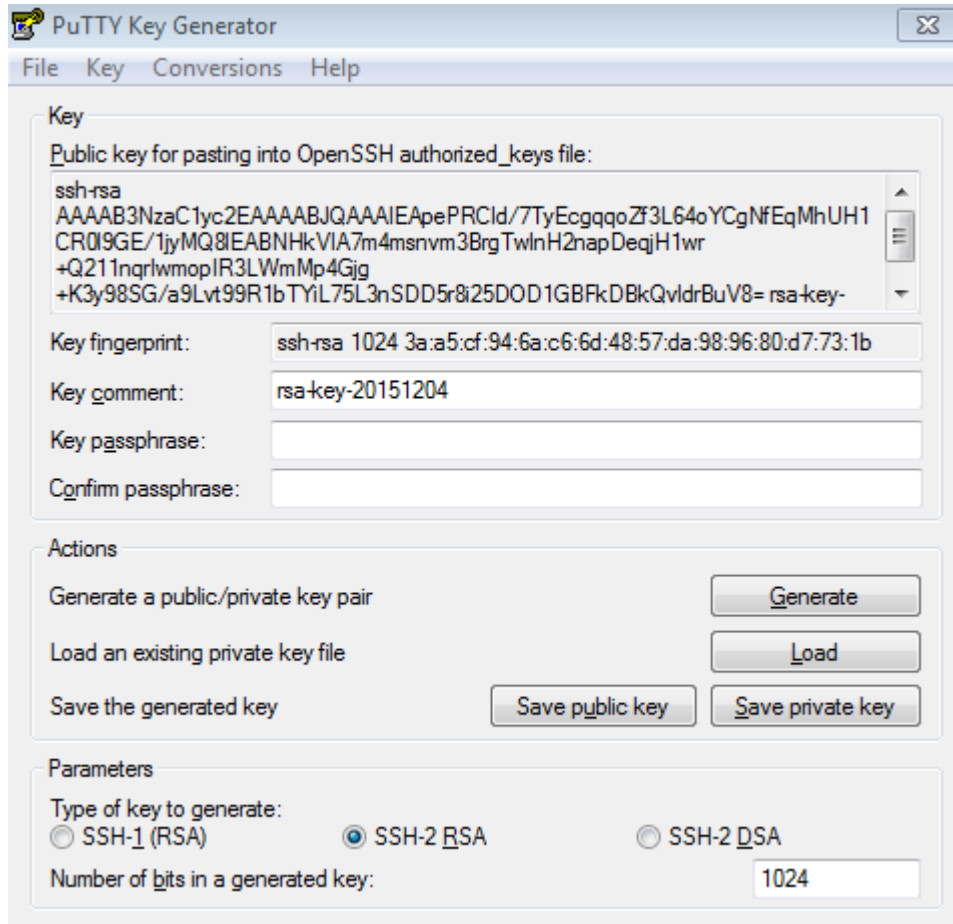 PuTTY Key Generator
File Key Conversions Help
Key
Public key for pasting into OpenSSH authorized_keys file:
ssh-rsa
AAAAB3NzaC1yc2EAAAABJQAAAIEApePRCId/7TyEcgqqoZf3L64oYCgNfEqMhUH1
CR0I9GE/1jyMQ8lEABNHkVIA7m4msnvm3BrgTwlnH2napDeqjH1wr
+Q211nqrlwmopIR3LWmMp4Gjg
+K3y98SG/a9Lvt99R1bTYiL75L3nSDD5r8i25DOD1GBFkDBkQvldrBuV8= rsa-key-
Key fingerprint: ssh-rsa 1024 3a:a5:cf:94:6a:c6:6d:48:57:da:98:96:80:d7:73:1b
Key comment: rsa-key-20151204
Key passphrase:
Confirm passphrase:
Actions
Generate a public/private key pair Generate
Load an existing private key file Load
Save the generated key Save public key Save private key
Parameters
Type of key to generate:
SSH-1 (RSA) SSH-2 RSA SSH-2 DSA
Number of bits in a generated key: 1024